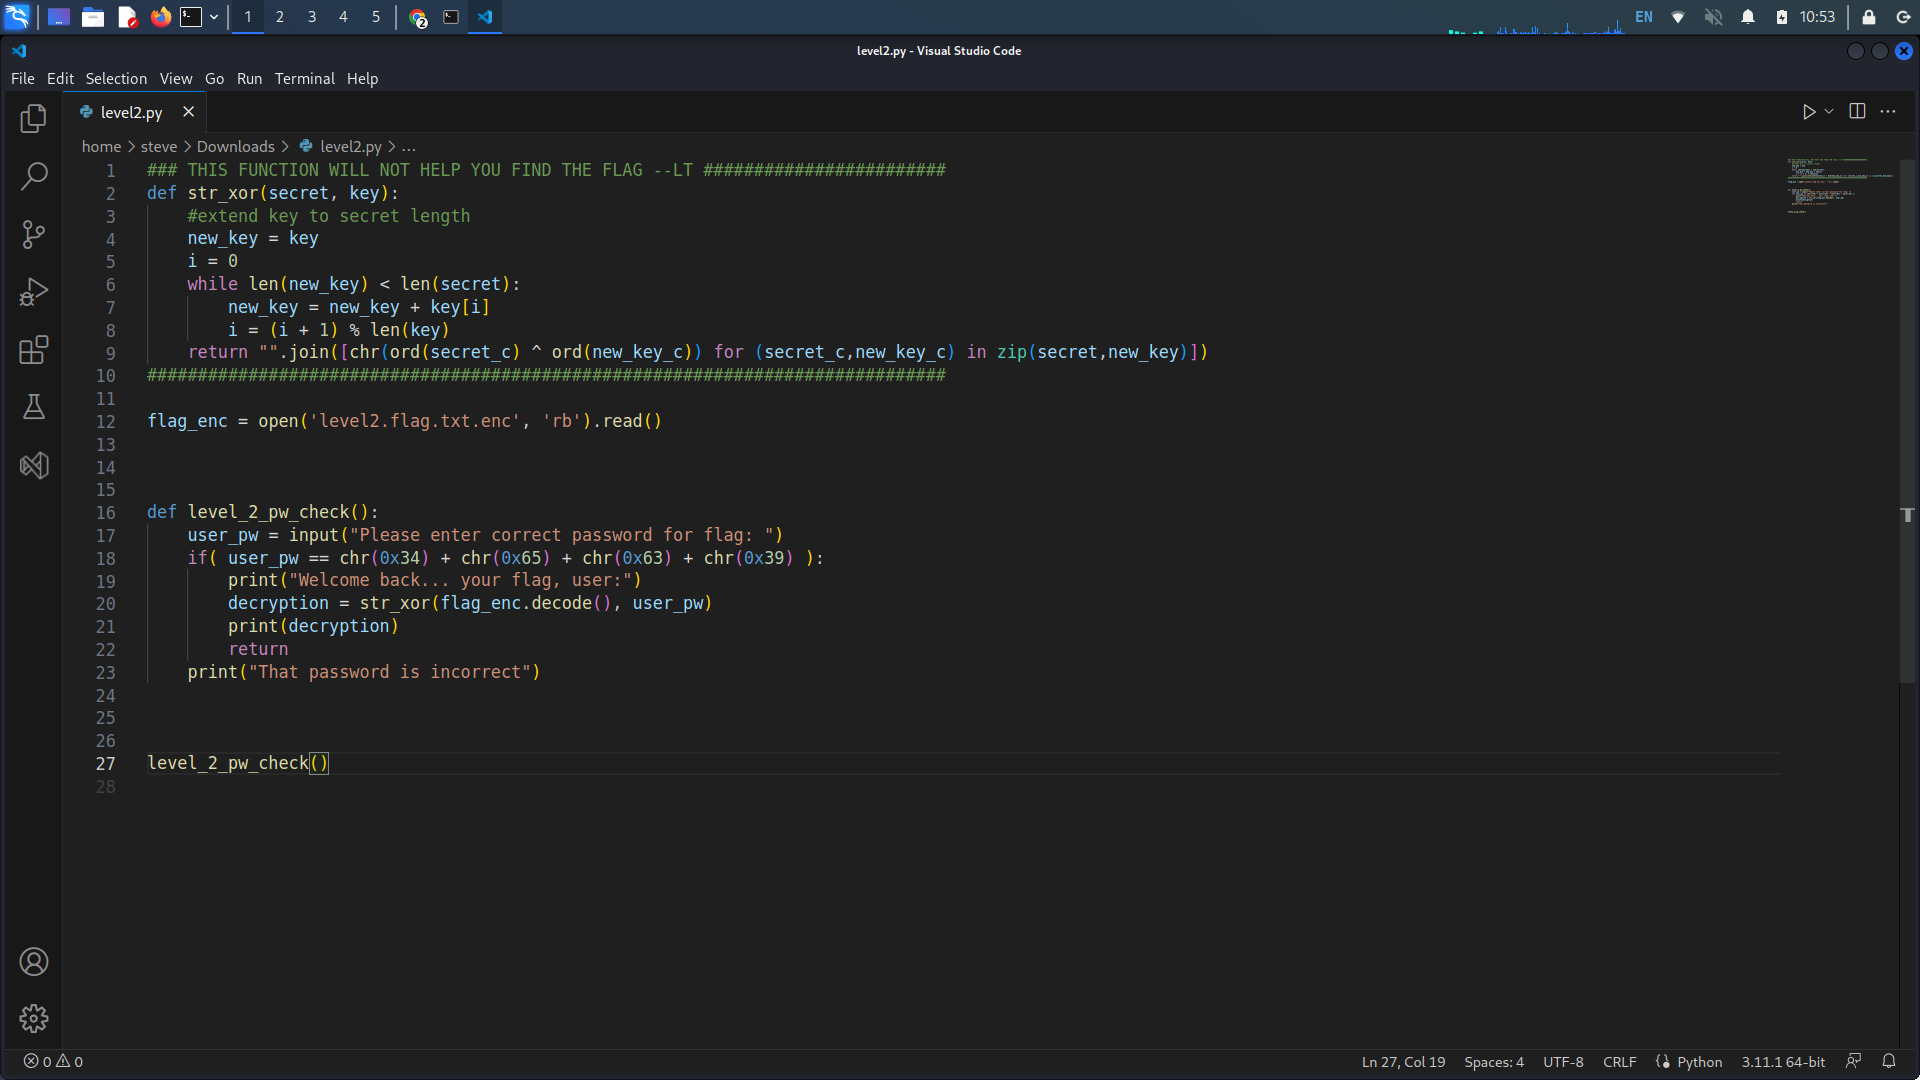 1 2 3 4 5 2 EN 10:53
level2.py - Visual Studio Code
File Edit Selection View Go Run Terminal Help
level2.py
home > steve > Downloads > level2.py > ...
1 ### THIS FUNCTION WILL NOT HELP YOU FIND THE FLAG --LT ########################
2 def str_xor(secret, key):
3     #extend key to secret length
4     new_key = key
5     i = 0
6     while len(new_key) < len(secret):
7         new_key = new_key + key[i]
8         i = (i + 1) % len(key)
9     return "".join([chr(ord(secret_c) ^ ord(new_key_c)) for (secret_c,new_key_c) in zip(secret,new_key)])
10 ###############################################################################
11
12 flag_enc = open('level2.flag.txt.enc', 'rb').read()
13
14
15
16 def level_2_pw_check():
17     user_pw = input("Please enter correct password for flag: ")
18     if( user_pw == chr(0x34) + chr(0x65) + chr(0x63) + chr(0x39) ):
19         print("Welcome back... your flag, user:")
20         decryption = str_xor(flag_enc.decode(), user_pw)
21         print(decryption)
22         return
23     print("That password is incorrect")
24
25
26
27 level_2_pw_check()
28
0 0 Ln 27, Col 19 Spaces: 4 UTF-8 CRLF Python 3.11.1 64-bit